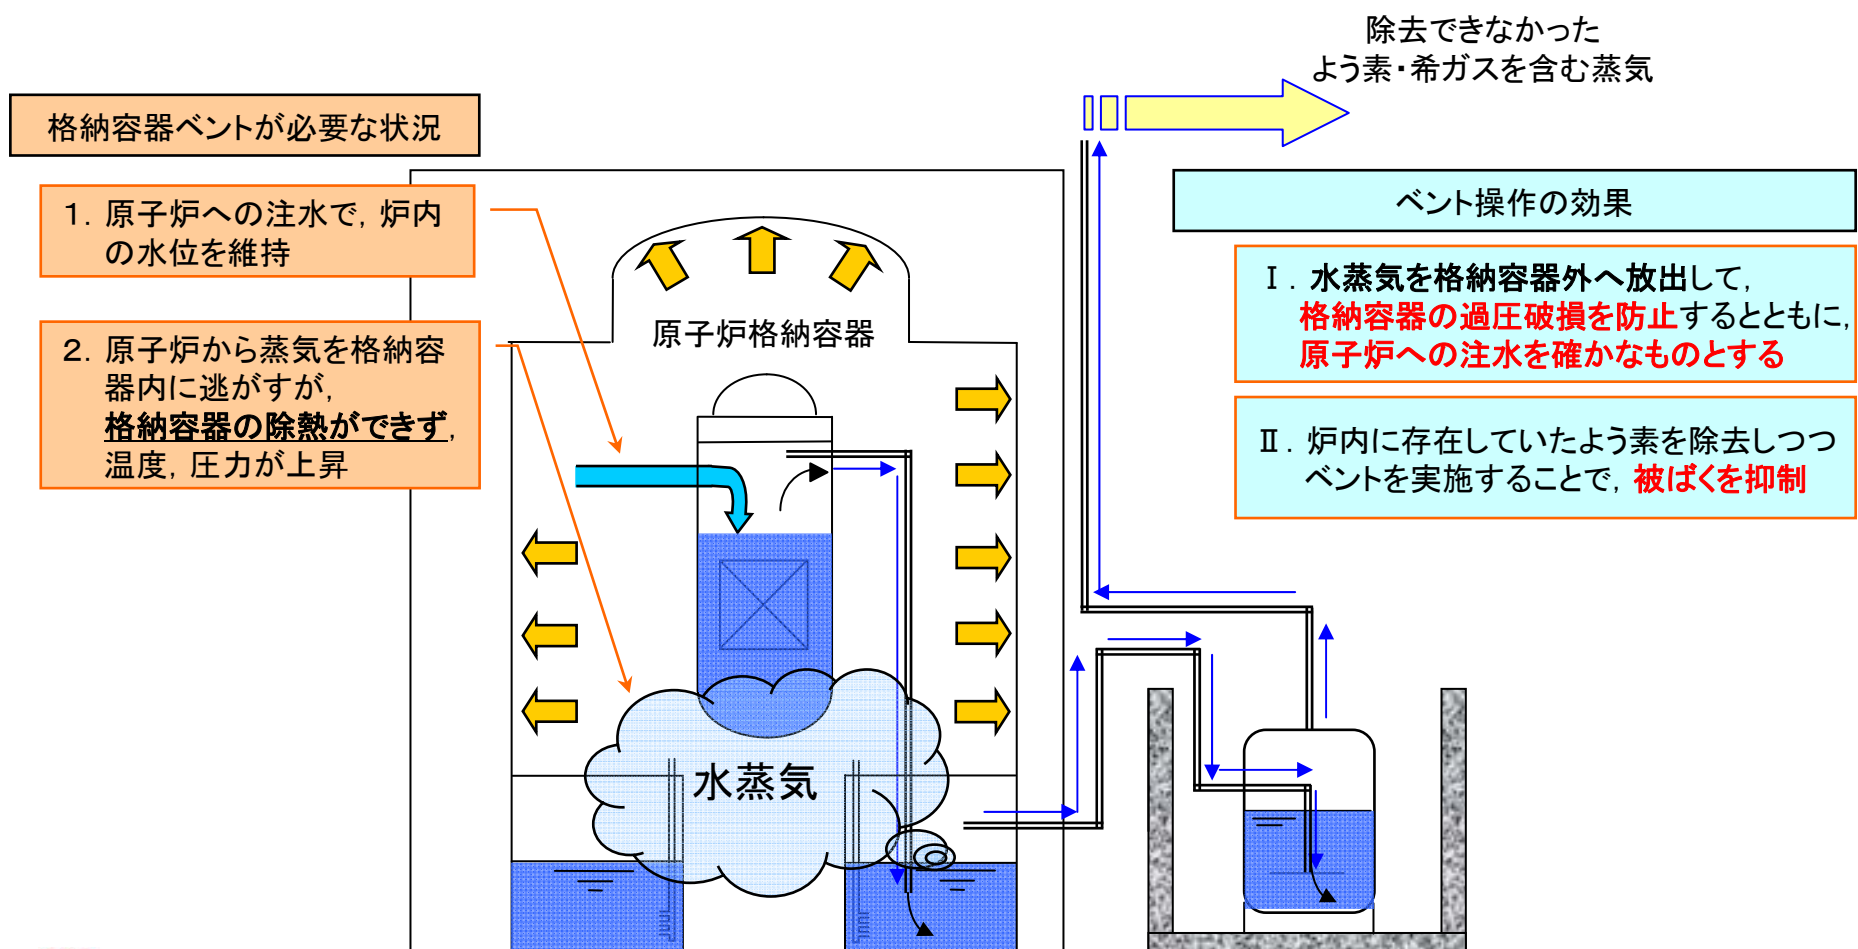 除去できなかった
よう素・希ガスを含む蒸気
格納容器ベントが必要な状況
1. 原子炉への注水で, 炉内
の水位を維持
2. 原子炉から蒸気を格納容
器内に逃がすが,
格納容器の除熱ができず,
温度, 圧力が上昇
原子炉格納容器
水蒸気
ベント操作の効果
Ⅰ. 水蒸気を格納容器外へ放出して,
格納容器の過圧破損を防止するとともに,
原子炉への注水を確かなものとする
Ⅱ. 炉内に存在していたよう素を除去しつつ
ベントを実施することで, 被ばくを抑制